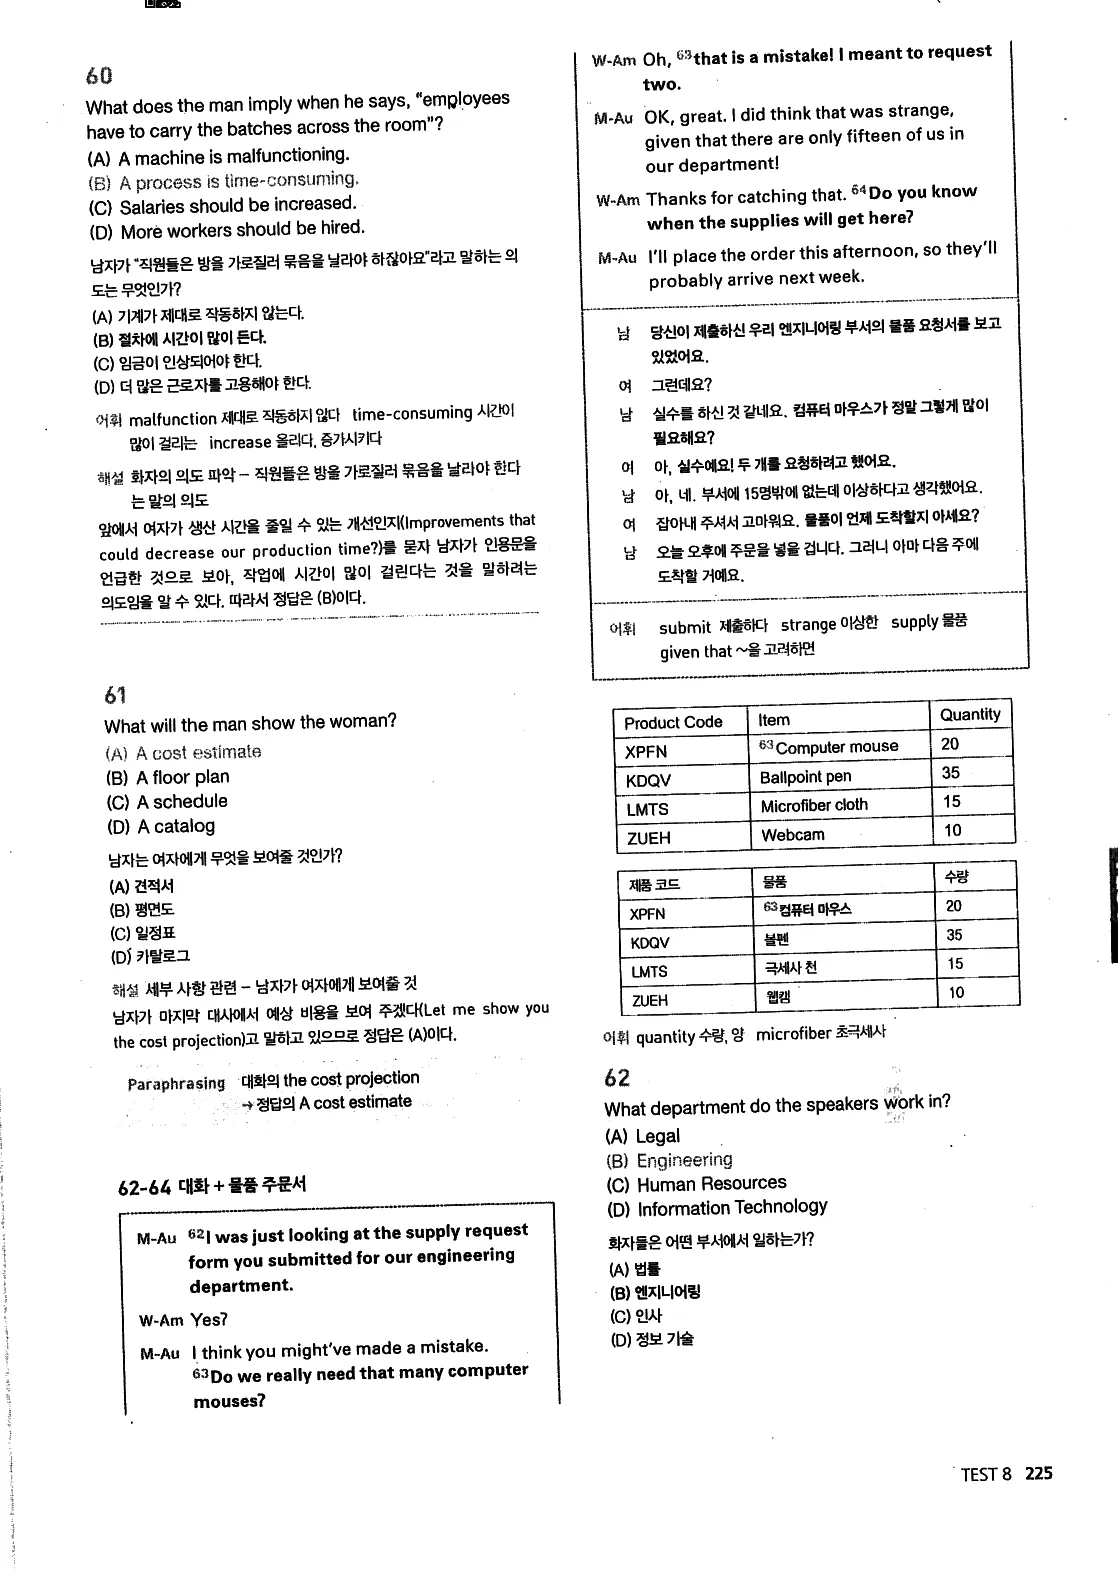 60
What does the man imply when he says, "employees
have to carry the batches across the room"?
(A) A machine is malfunctioning.
(B) A process is time-consuming.
(C) Salaries should be increased.
(D) More workers should be hired.
남자가 "직원들은 방을 가로질러 묶음을 날라야 하잖아요"라고 말하는 의
도는 무엇인가?
(A) 기계가 제대로 작동하지 않는다.
(B) 절차에 시간이 많이 든다.
(C) 임금이 인상되어야 한다.
(D) 더 많은 근로자를 고용해야 한다.
어휘 malfunction 제대로 작동하지 않다 time-consuming 시간이
많이 걸리는 increase 올리다, 증가시키다
해설 화자의 의도 파악 – 직원들은 방을 가로질러 묶음을 날라야 한다
는 말의 의도
앞에서 여자가 생산 시간을 줄일 수 있는 개선인지(Improvements that
could decrease our production time?)를 묻자 남자가 인용문을
언급한 것으로 보아, 작업에 시간이 많이 걸린다는 것을 말하려는
의도임을 알 수 있다. 따라서 정답은 (B)이다.
61
What will the man show the woman?
(A) A cost estimate
(B) A floor plan
(C) A schedule
(D) A catalog
남자는 여자에게 무엇을 보여줄 것인가?
(A) 견적서
(B) 평면도
(C) 일정표
(D) 카탈로그
해설 세부 사항 관련 – 남자가 여자에게 보여줄 것
남자가 마지막 대사에서 예상 비용을 보여 주겠다(Let me show you
the cost projection)고 말하고 있으므로 정답은 (A)이다.
Paraphrasing 대화의 the cost projection
→ 정답의 A cost estimate
62-64 대화 + 물품 주문서
M-Au 62I was just looking at the supply request
form you submitted for our engineering
department.
W-Am Yes?
M-Au I think you might've made a mistake.
63Do we really need that many computer
mouses?
W-Am Oh, 63that is a mistake! I meant to request
two.
M-Au OK, great. I did think that was strange,
given that there are only fifteen of us in
our department!
W-Am Thanks for catching that. 64Do you know
when the supplies will get here?
M-Au I'll place the order this afternoon, so they'll
probably arrive next week.
남 당신이 제출하신 우리 엔지니어링 부서의 물품 요청서를 보고
있었어요.
여 그런데요?
남 실수를 하신 것 같네요. 컴퓨터 마우스가 정말 그렇게 많이
필요해요?
여 아, 실수예요! 두 개를 요청하려고 했어요.
남 아, 네. 부서에 15명밖에 없는데 이상하다고 생각했어요.
여 잡아내 주셔서 고마워요. 물품이 언제 도착할지 아세요?
남 오늘 오후에 주문을 넣을 겁니다. 그러니 아마 다음 주에
도착할 거예요.
어휘 submit 제출하다 strange 이상한 supply 물품
given that ~을 고려하면
Product Code Item Quantity
XPFN 63Computer mouse 20
KDQV Ballpoint pen 35
LMTS Microfiber cloth 15
ZUEH Webcam 10
제품 코드 물품 수량
XPFN 63컴퓨터 마우스 20
KDQV 볼펜 35
LMTS 극세사 천 15
ZUEH 웹캠 10
어휘 quantity 수량, 양 microfiber 초극세사
62
What department do the speakers work in?
(A) Legal
(B) Engineering
(C) Human Resources
(D) Information Technology
화자들은 어떤 부서에서 일하는가?
(A) 법률
(B) 엔지니어링
(C) 인사
(D) 정보 기술
TEST 8 225